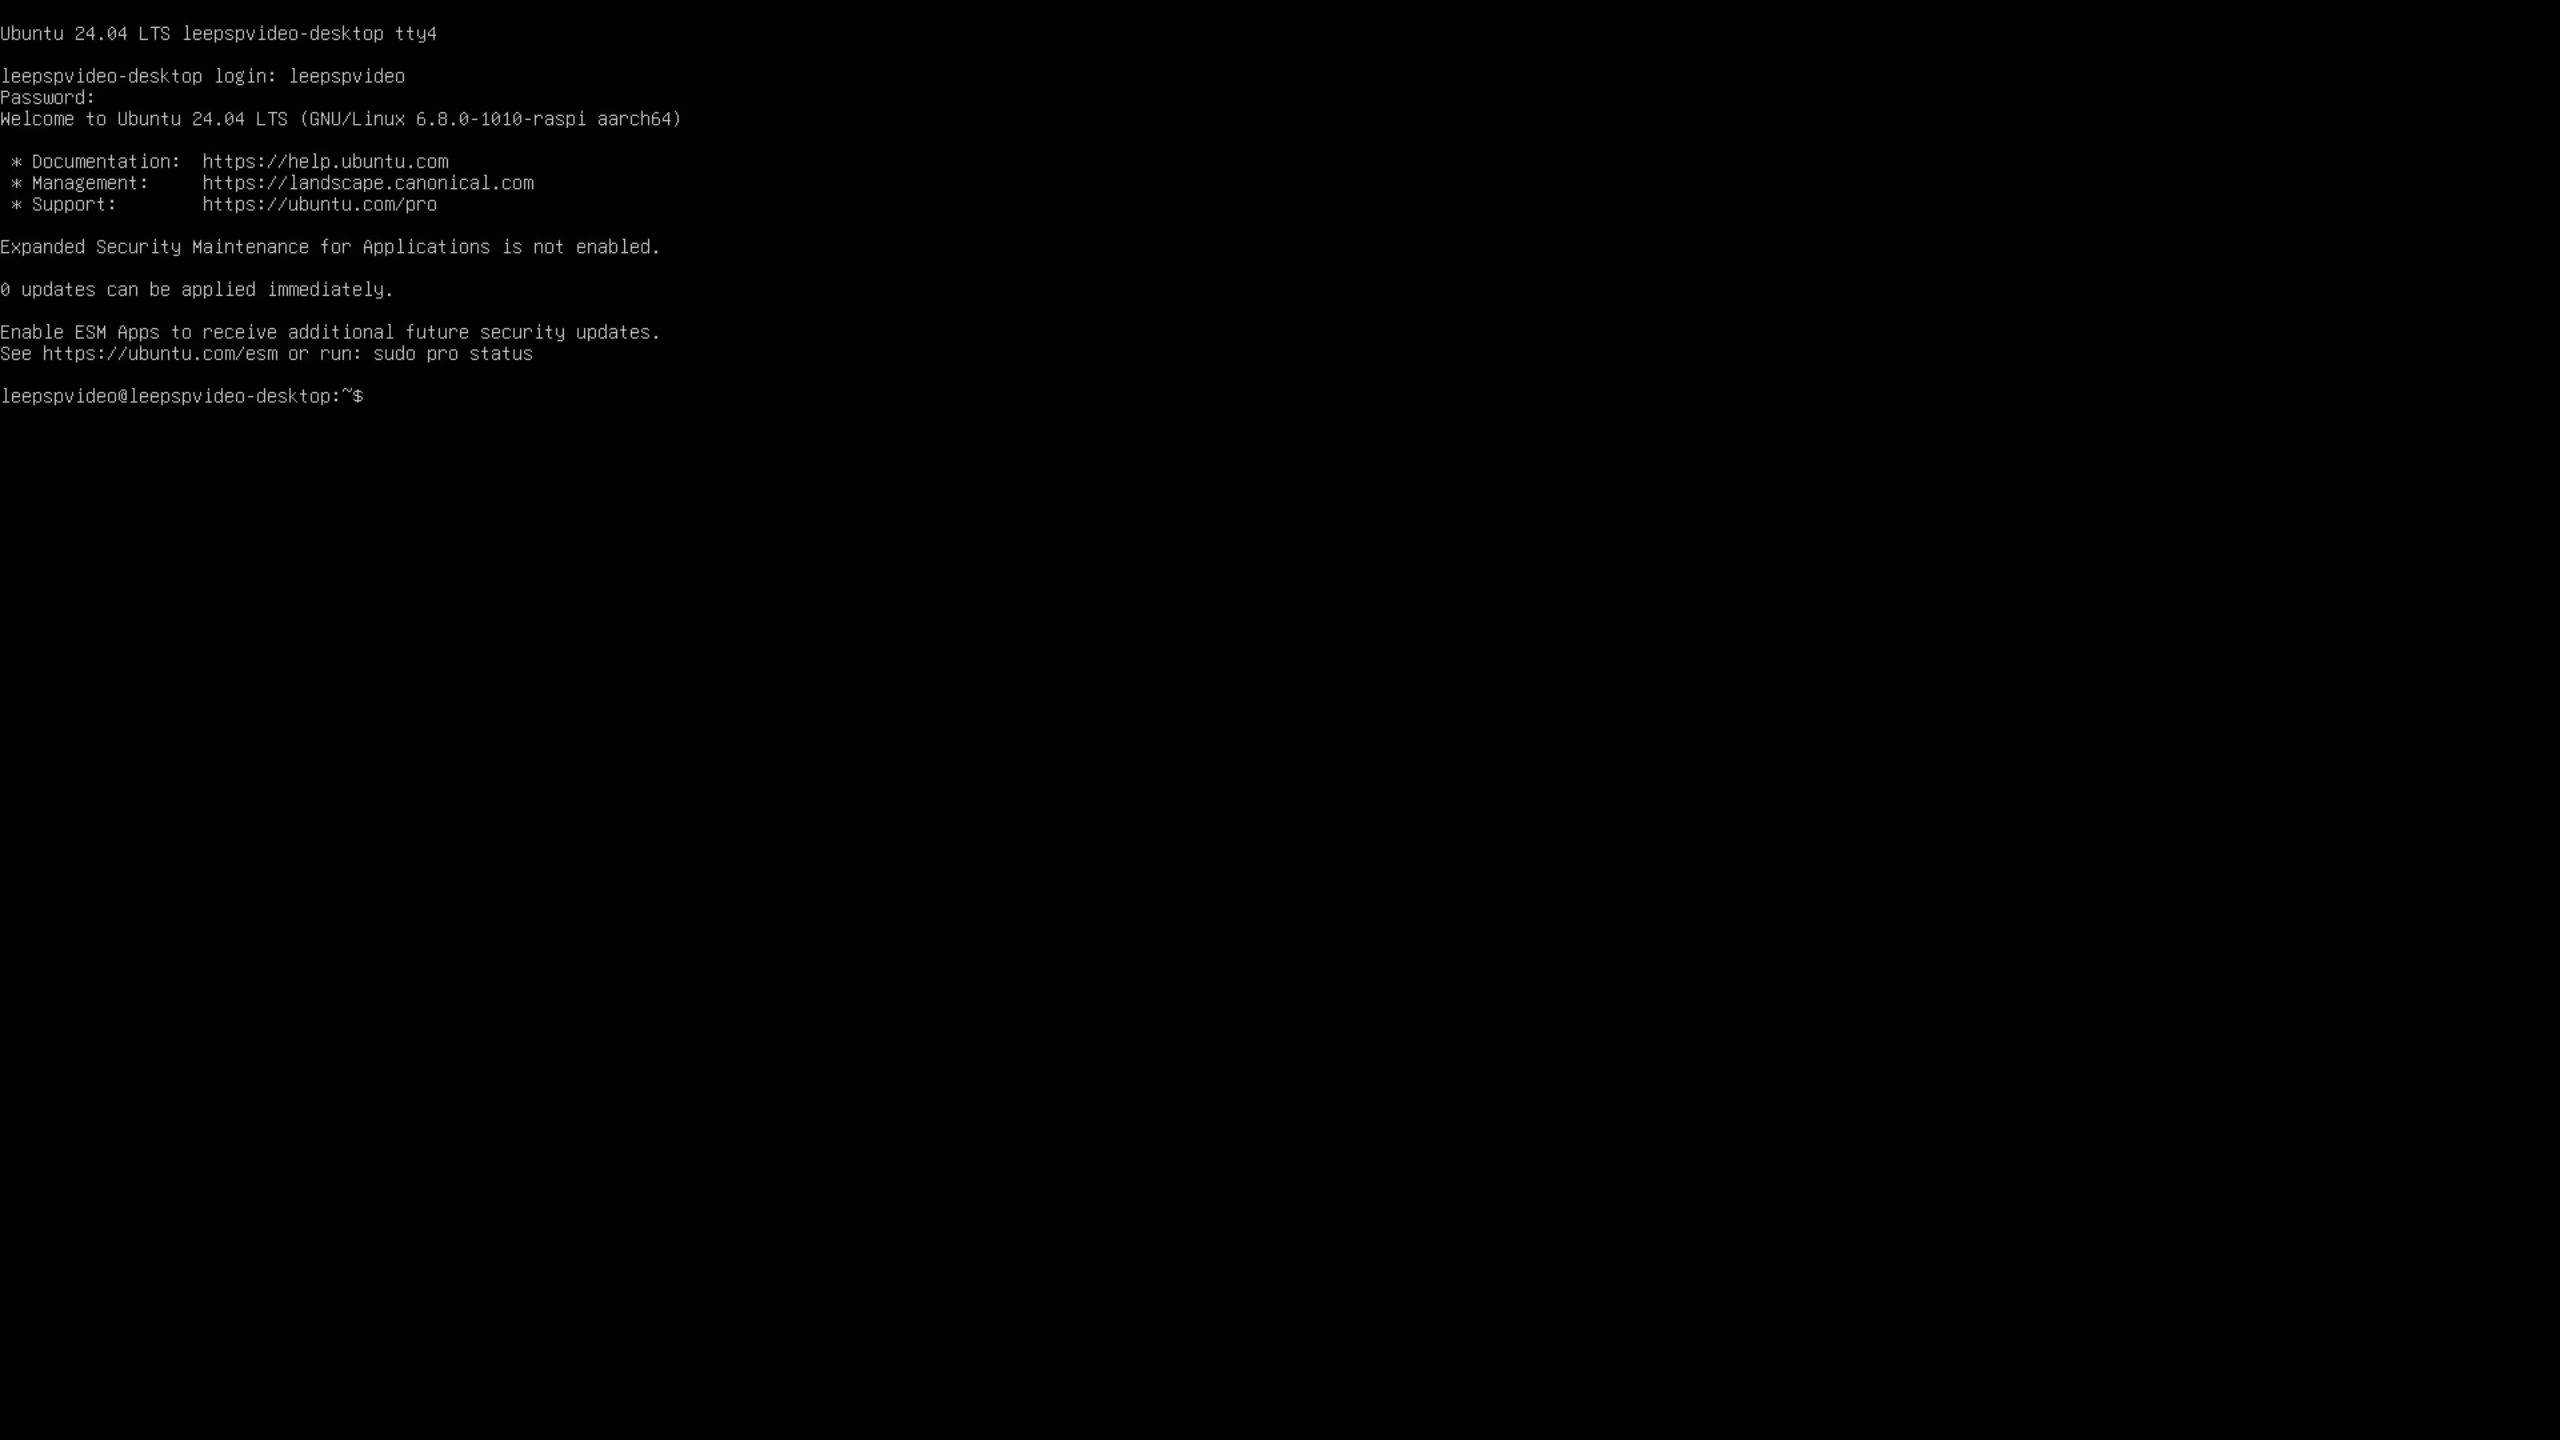 Ubuntu 24.04 LTS leepspvideo-desktop tty4
leepspvideo-desktop login: leepspvideo
Password:
Welcome to Ubuntu 24.04 LTS (GNU/Linux 6.8.0-1010-raspi aarch64)
* Documentation:  https://help.ubuntu.com
* Management:     https://landscape.canonical.com
* Support:        https://ubuntu.com/pro
Expanded Security Maintenance for Applications is not enabled.
0 updates can be applied immediately.
Enable ESM Apps to receive additional future security updates.
See https://ubuntu.com/esm or run: sudo pro status
leepspvideo@leepspvideo-desktop:~$